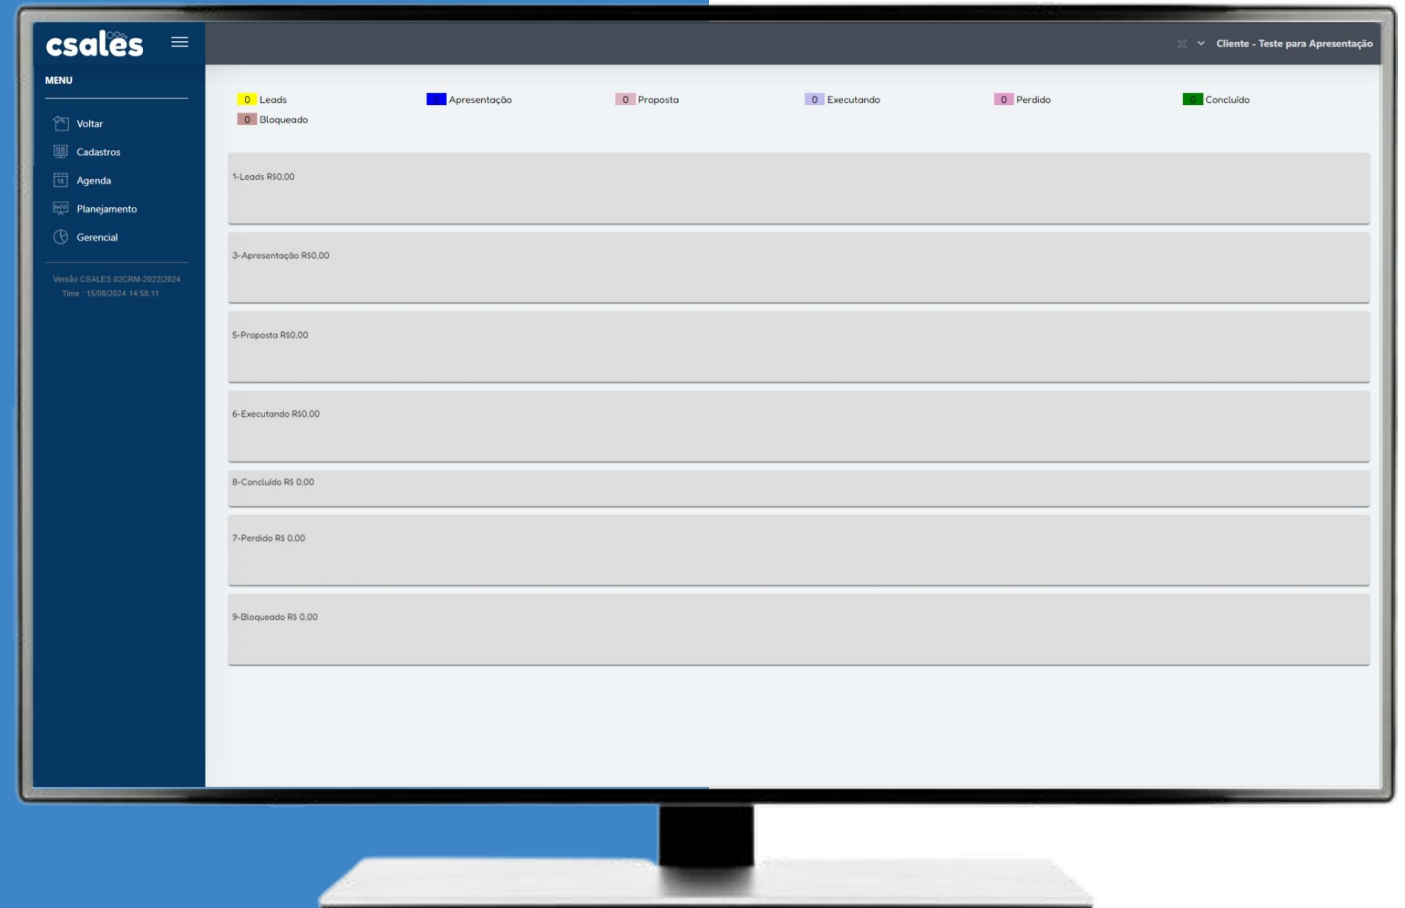 csales
Cliente - Teste para Apresentação
MENU
Voltar
Cadastros
Agenda
Planejamento
Gerencial
Versão CSALES.02CRM-2022|2024
Time : 15/08/2024 14:58:11
0 Leads
0 Apresentação
0 Proposta
0 Executando
0 Perdido
0 Concluído
0 Bloqueado
1-Leads R$0,00
3-Apresentação R$0,00
5-Proposta R$0,00
6-Executando R$0,00
8-Concluído R$ 0,00
7-Perdido R$ 0,00
9-Bloqueado R$ 0,00